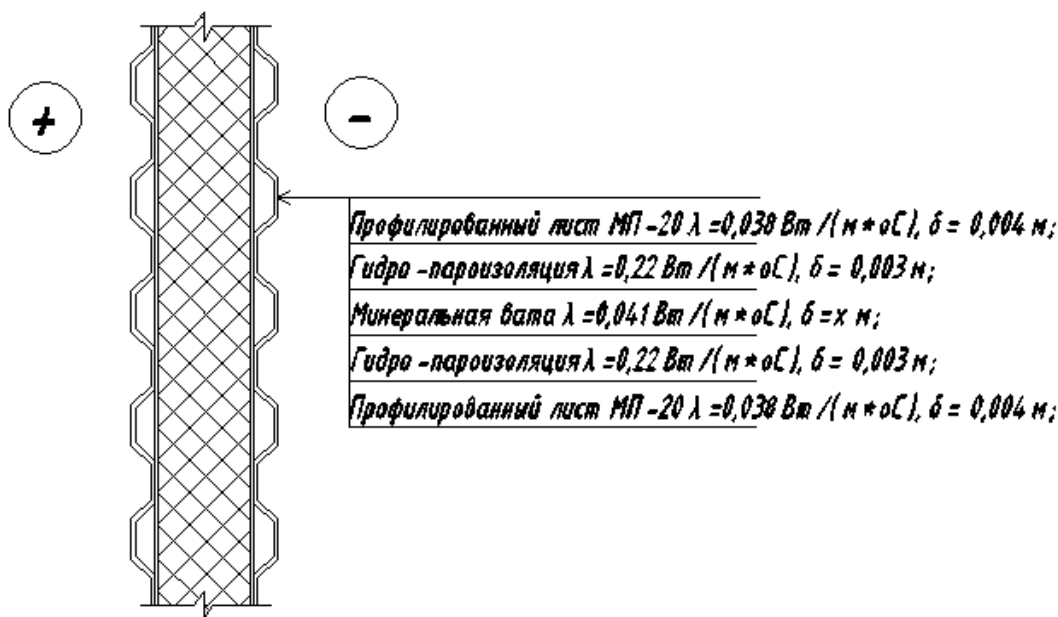 +
-
Профилированный лист МП-20 λ=0,038 Вт/(м*оС), δ = 0,004 м;
Гидро-пароизоляция λ=0,22 Вт/(м*оС), δ = 0,003 м;
Минеральная вата λ=0,041 Вт/(м*оС), δ=x м;
Гидро-пароизоляция λ=0,22 Вт/(м*оС), δ = 0,003 м;
Профилированный лист МП-20 λ=0,038 Вт/(м*оС), δ = 0,004 м;